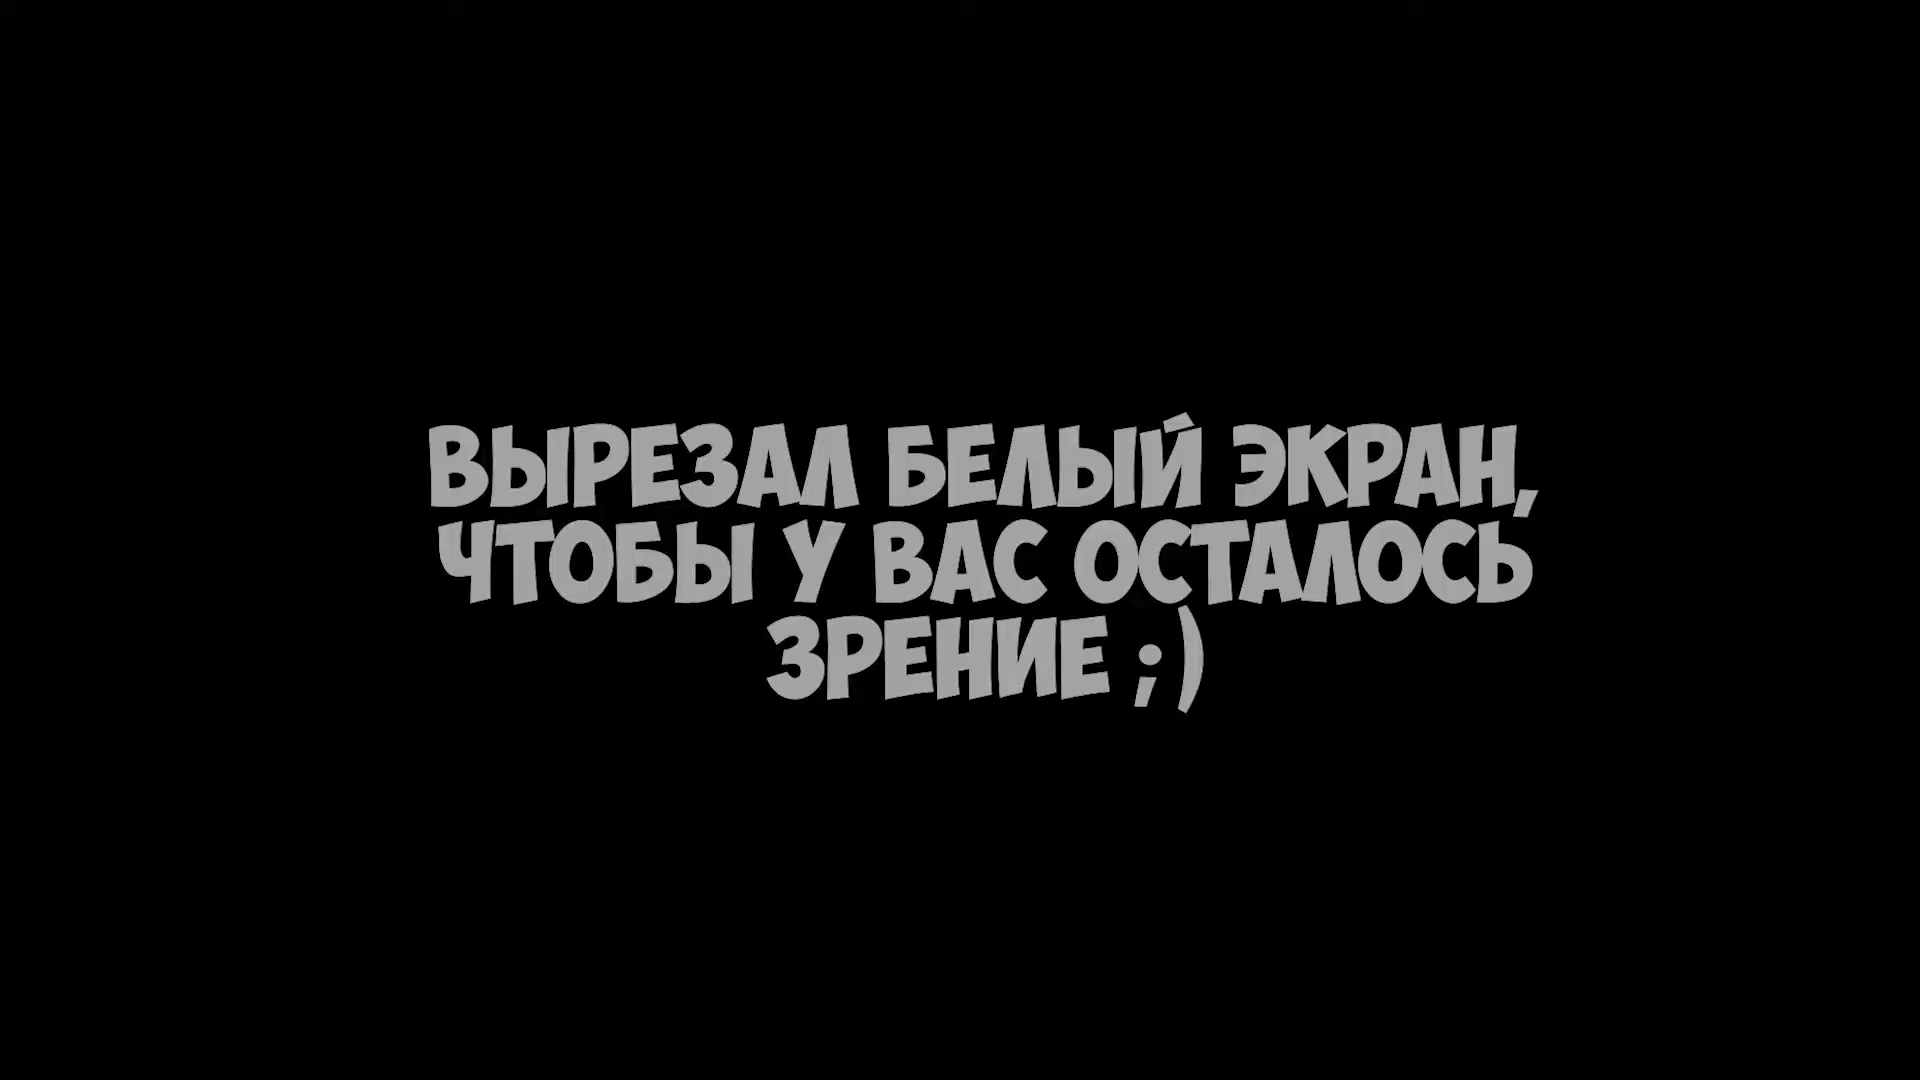 ВЫРЕЗАЛ БЕЛЫЙ ЭКРАН,
ЧТОБЫ У ВАС ОСТАЛОСЬ
ЗРЕНИЕ ;)